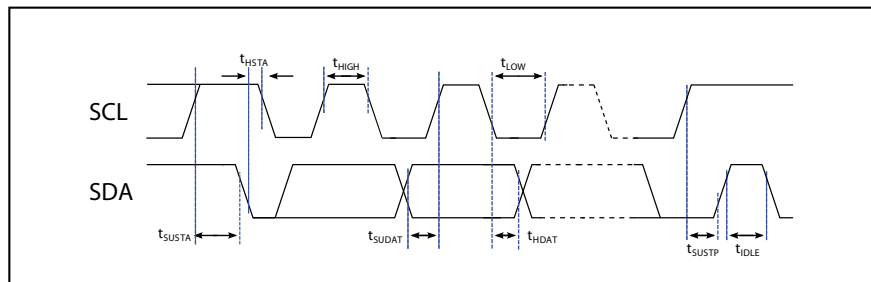 tHSTA
tHIGH
tLOW
SCL
SDA
tSUSTA
tSUDAT
tHDAT
tSUSTP
tIDLE